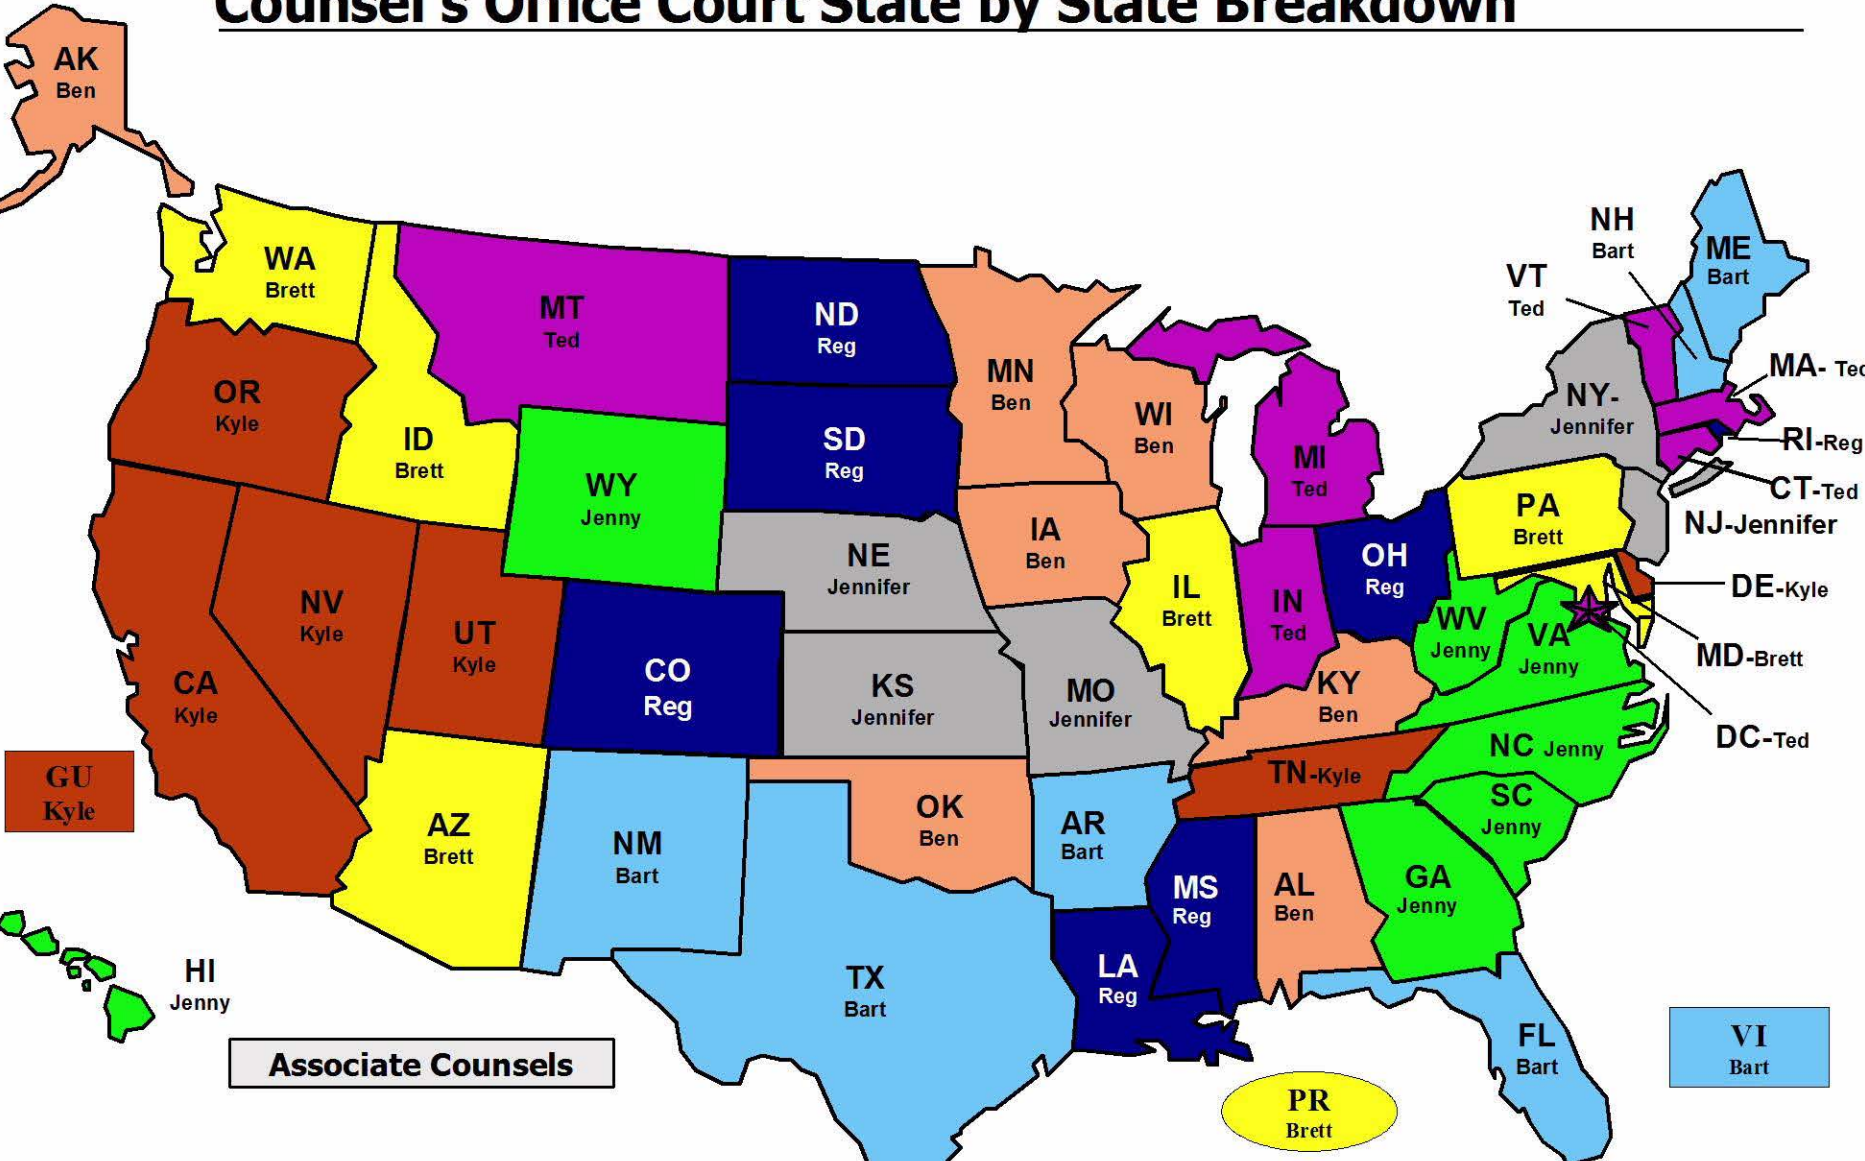 Counsel's Office Court State by State Breakdown
AK
Ben
WA
Brett
MT
Ted
ND
Reg
MN
Ben
NH
Bart
ME
Bart
VT
Ted
OR
Kyle
ID
Brett
WY
Jenny
SD
Reg
WI
Ben
MI
Ted
NY-
Jennifer
MA- Ted
RI-Reg
CT-Ted
NJ-Jennifer
PA
Brett
IA
Ben
NE
Jennifer
OH
Reg
IL
Brett
IN
Ted
DE-Kyle
NV
Kyle
UT
Kyle
CO
Reg
CA
Kyle
KS
Jennifer
MO
Jennifer
KY
Ben
WV
Jenny
VA
Jenny
MD-Brett
DC-Ted
GU
Kyle
TN-Kyle
NC Jenny
SC
Jenny
AZ
Brett
NM
Bart
OK
Ben
AR
Bart
MS
Reg
AL
Ben
GA
Jenny
HI
Jenny
TX
Bart
LA
Reg
FL
Bart
VI
Bart
Associate Counsels
PR
Brett